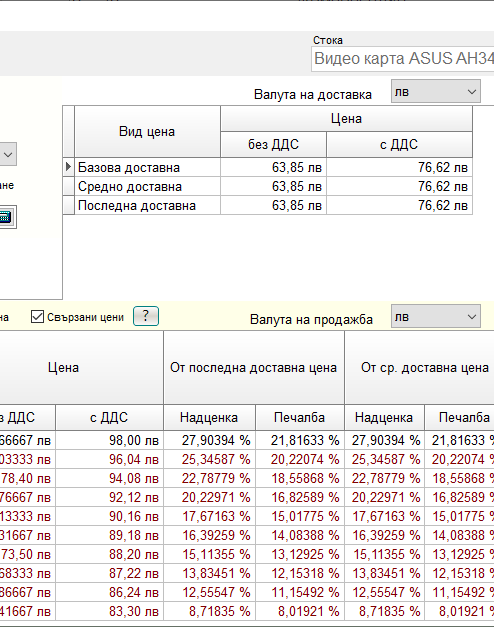 Стока
Видео карта ASUS AH34
Валута на доставка лв
Вид цена Цена
без ДДС с ДДС
Базова доставна 63,85 лв 76,62 лв
Средно доставна 63,85 лв 76,62 лв
Последна доставна 63,85 лв 76,62 лв
не
на Свързани цени ? Валута на продажба лв
Цена От последна доставна цена От ср. доставна цена
з ДДС с ДДС Надценка Печалба Надценка Печалба
66667 лв 98,00 лв 27,90394 % 21,81633 % 27,90394 % 21,81633 %
03333 лв 96,04 лв 25,34587 % 20,22074 % 25,34587 % 20,22074 %
78,40 лв 94,08 лв 22,78779 % 18,55868 % 22,78779 % 18,55868 %
76667 лв 92,12 лв 20,22971 % 16,82589 % 20,22971 % 16,82589 %
13333 лв 90,16 лв 17,67163 % 15,01775 % 17,67163 % 15,01775 %
31667 лв 89,18 лв 16,39259 % 14,08388 % 16,39259 % 14,08388 %
73,50 лв 88,20 лв 15,11355 % 13,12925 % 15,11355 % 13,12925 %
68333 лв 87,22 лв 13,83451 % 12,15318 % 13,83451 % 12,15318 %
86667 лв 86,24 лв 12,55547 % 11,15492 % 12,55547 % 11,15492 %
41667 лв 83,30 лв 8,71835 % 8,01921 % 8,71835 % 8,01921 %